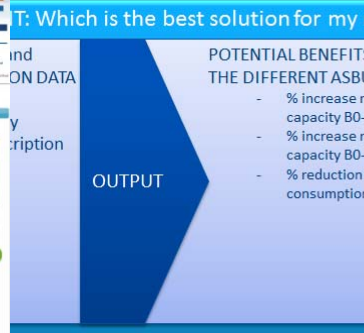 T: Which is the best solution for my
and
ON DATA
y
cription
OUTPUT
POTENTIAL BENEFITS
THE DIFFERENT ASBU
- % increase r
capacity B0-
- % increase r
capacity B0-
- % reduction
consumption